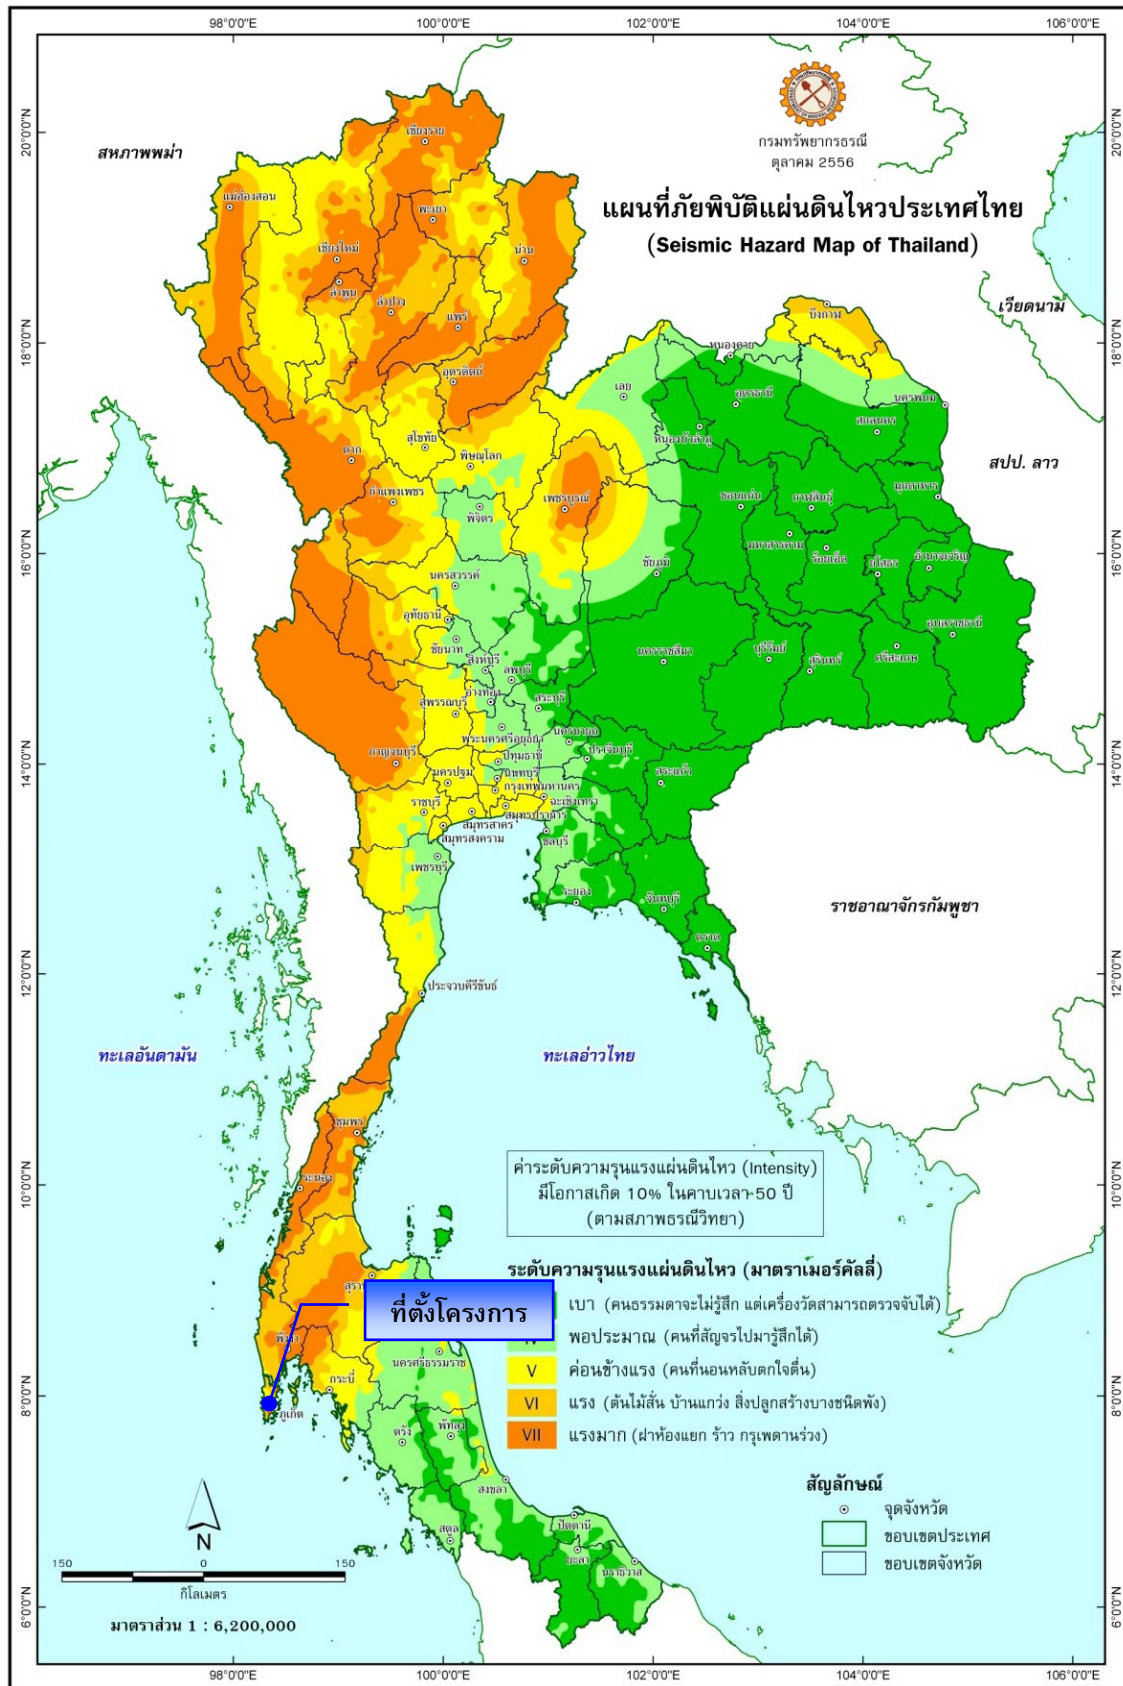 98°0'0"E 100°0'0"E 102°0'0"E 104°0'0"E 106°0'0"E
กรมทรัพยากรธรณี
ตุลาคม 2556
แผนที่ภัยพิบัติแผ่นดินไหวประเทศไทย
(Seismic Hazard Map of Thailand)
20°0'0"N 20°0'0"N
18°0'0"N 18°0'0"N
16°0'0"N 16°0'0"N
14°0'0"N 14°0'0"N
12°0'0"N 12°0'0"N
10°0'0"N 10°0'0"N
8°0'0"N 8°0'0"N
6°0'0"N 6°0'0"N
สหภาพพม่า
เวียดนาม
สปป. ลาว
ราชอาณาจักรกัมพูชา
ทะเลอันดามัน
ทะเลอ่าวไทย
เชียงราย
แม่ฮ่องสอน
พะเยา
เชียงใหม่
น่าน
ลำพูน
ลำปาง
แพร่
อุตรดิตถ์
บึงกาฬ
หนองคาย
เลย
อุดรธานี
นครพนม
สกลนคร
หนองบัวลำภู
สุโขทัย
ตาก
พิษณุโลก
กำแพงเพชร
เพชรบูรณ์
ขอนแก่น
กาฬสินธุ์
มุกดาหาร
พิจิตร
มหาสารคาม
ร้อยเอ็ด
ชัยภูมิ
ยโสธร
อำนาจเจริญ
นครสวรรค์
อุทัยธานี
ชัยนาท
อุบลราชธานี
สิงห์บุรี
ลพบุรี
นครราชสีมา
บุรีรัมย์
สุรินทร์
ศรีสะเกษ
อ่างทอง
สุพรรณบุรี
สระบุรี
พระนครศรีอยุธยา
นครนายก
ปราจีนบุรี
กาญจนบุรี
ปทุมธานี
นนทบุรี
สระแก้ว
นครปฐม
กรุงเทพมหานคร
ฉะเชิงเทรา
ราชบุรี
สมุทรปราการ
สมุทรสาคร
สมุทรสงคราม
ชลบุรี
เพชรบุรี
ระยอง
จันทบุรี
ตราด
ประจวบคีรีขันธ์
ชุมพร
ระนอง
ที่ตั้งโครงการ
นครศรีธรรมราช
กระบี่
ภูเก็ต
ตรัง
พัทลุง
สงขลา
สตูล
ปัตตานี
ยะลา
นราธิวาส
ค่าระดับความรุนแรงแผ่นดินไหว (Intensity)
มีโอกาสเกิด 10% ในคาบเวลา 50 ปี
(ตามสภาพธรณีวิทยา)
ระดับความรุนแรงแผ่นดินไหว (มาตราเมอร์คัลลี่)
เบา (คนธรรมดาจะไม่รู้สึก แต่เครื่องวัดสามารถตรวจจับได้)
พอประมาณ (คนที่สัญจรไปมารู้สึกได้)
V ค่อนข้างแรง (คนที่นอนหลับตกใจตื่น)
VI แรง (ต้นไม้สั่น บ้านแกว่ง สิ่งปลูกสร้างบางชนิดพัง)
VII แรงมาก (ฝาห้องแยก ร้าว กรุเพดานร่วง)
สัญลักษณ์
จุดจังหวัด
ขอบเขตประเทศ
ขอบเขตจังหวัด
N
150 0 150
กิโลเมตร
มาตราส่วน 1 : 6,200,000
98°0'0"E 100°0'0"E 102°0'0"E 104°0'0"E 106°0'0"E